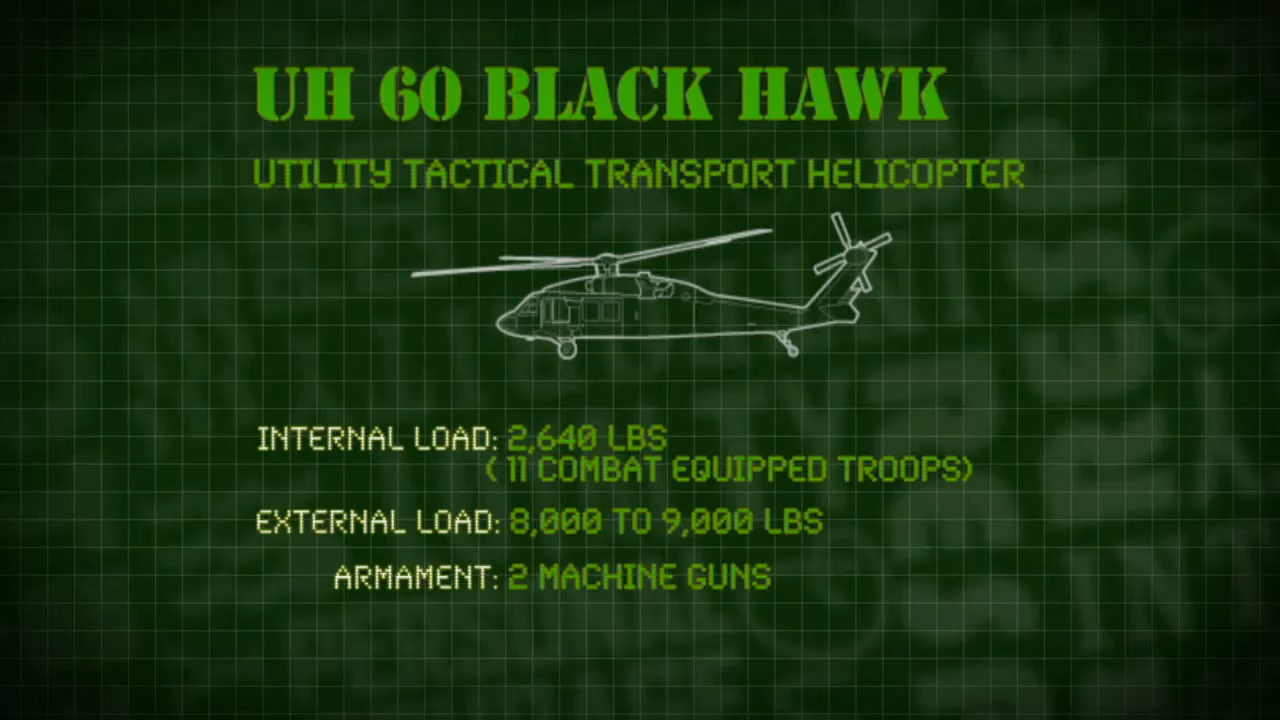 UH 60 BLACK HAWK
UTILITY TACTICAL TRANSPORT HELICOPTER
INTERNAL LOAD: 2,640 LBS
( 11 COMBAT EQUIPPED TROOPS)
EXTERNAL LOAD: 8,000 TO 9,000 LBS
ARMAMENT: 2 MACHINE GUNS